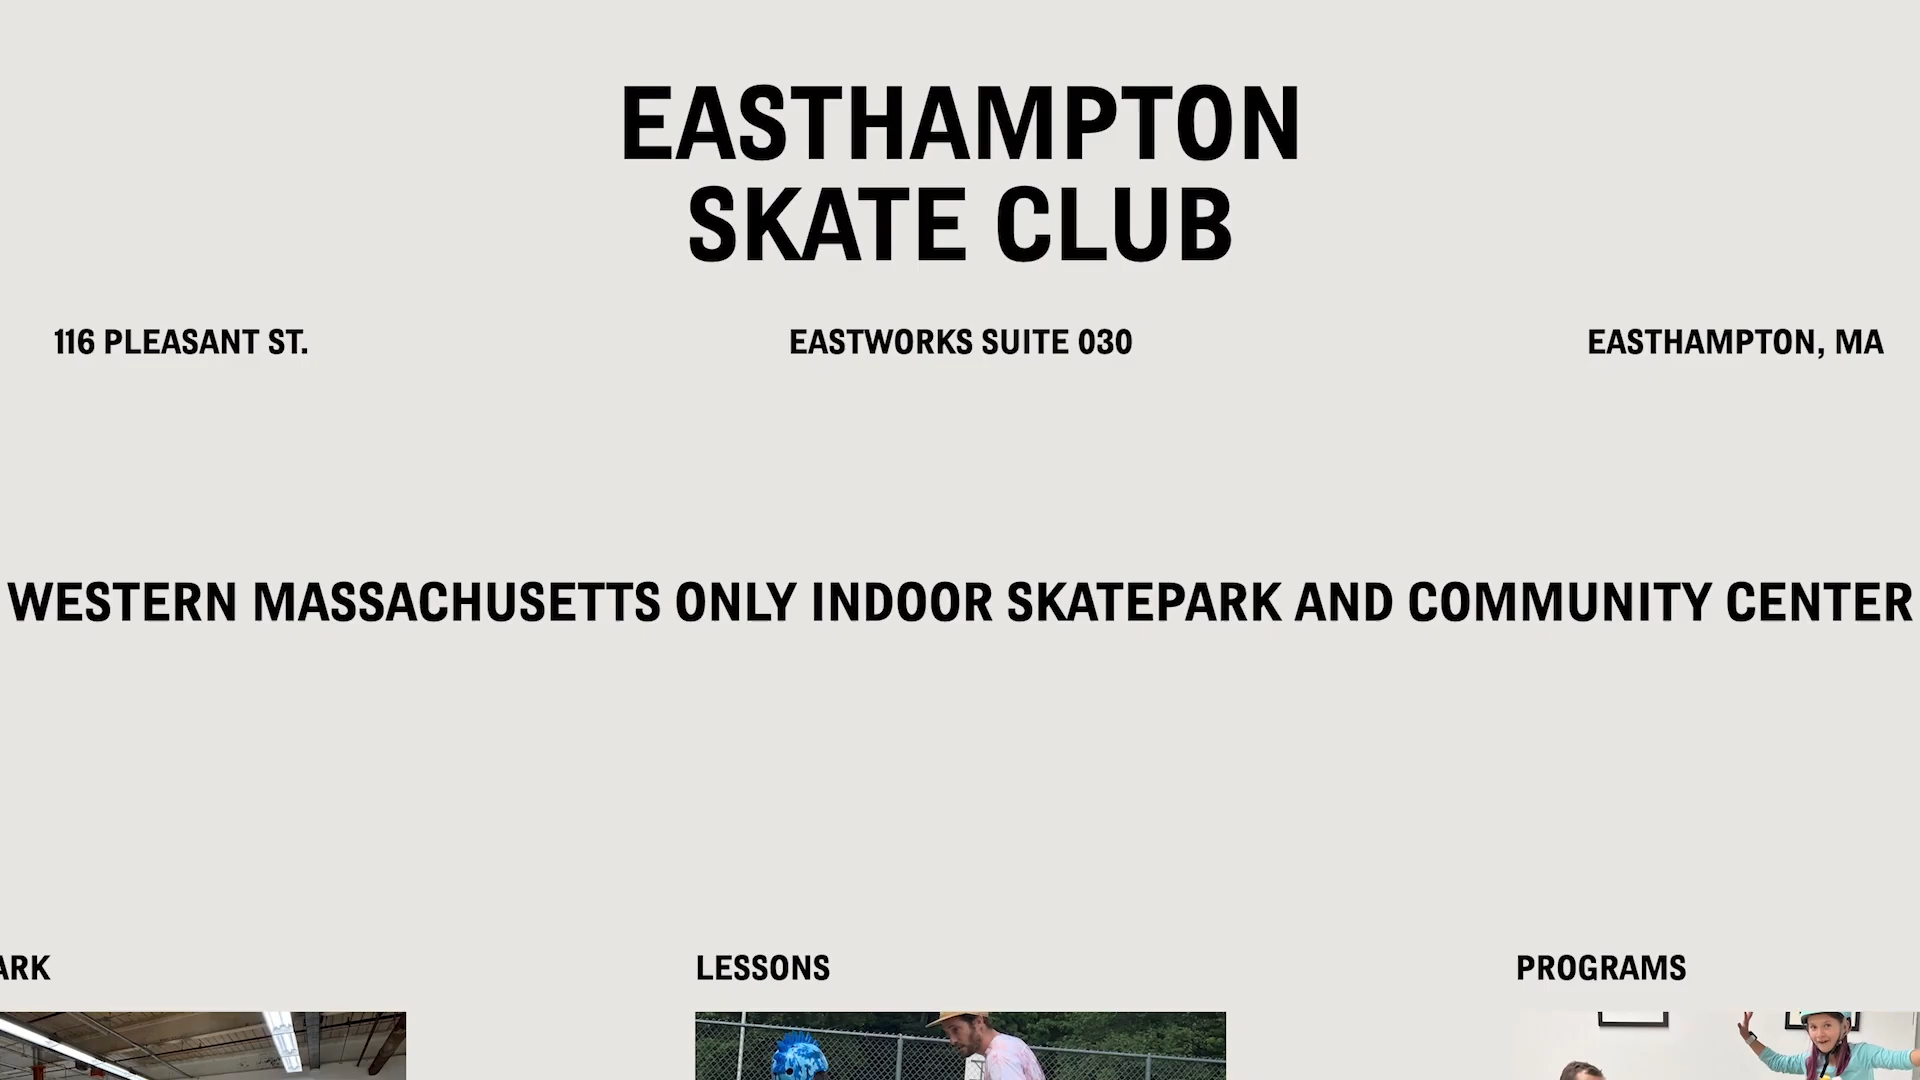 EASTHAMPTON
SKATE CLUB
116 PLEASANT ST.
EASTWORKS SUITE 030
EASTHAMPTON, MA
WESTERN MASSACHUSETTS ONLY INDOOR SKATEPARK AND COMMUNITY CENTER
ARK
LESSONS
PROGRAMS